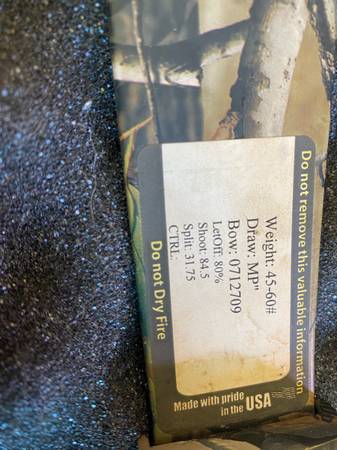 Do not remove this valuable information
Weight: 45-60#
Draw: MP"
Bow: 0712709
LetOff: 80%
Shoot: 84.5
Split: 31.75
CTRL:
Do not Dry Fire
Made with pride
in the USA